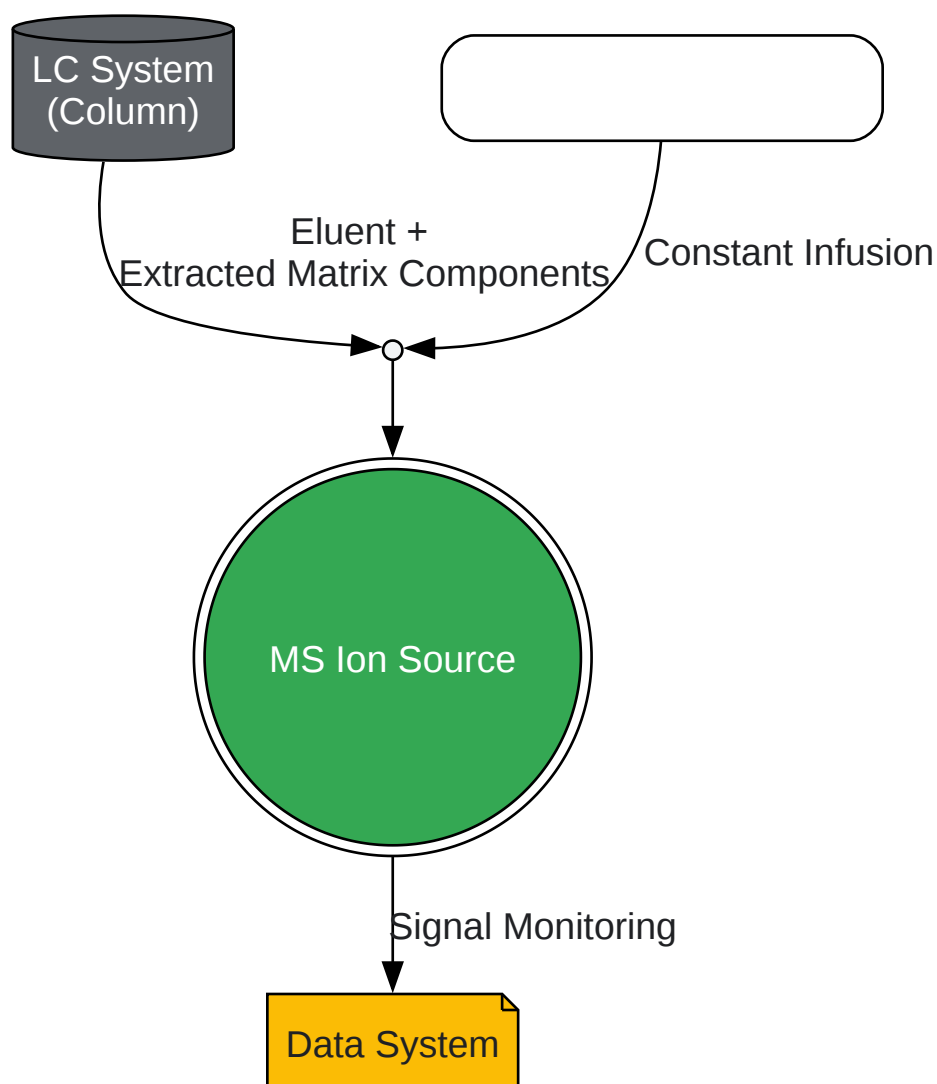 LC System
(Column)
Eluent +
Extracted Matrix Components
Constant Infusion
MS Ion Source
Signal Monitoring
Data System